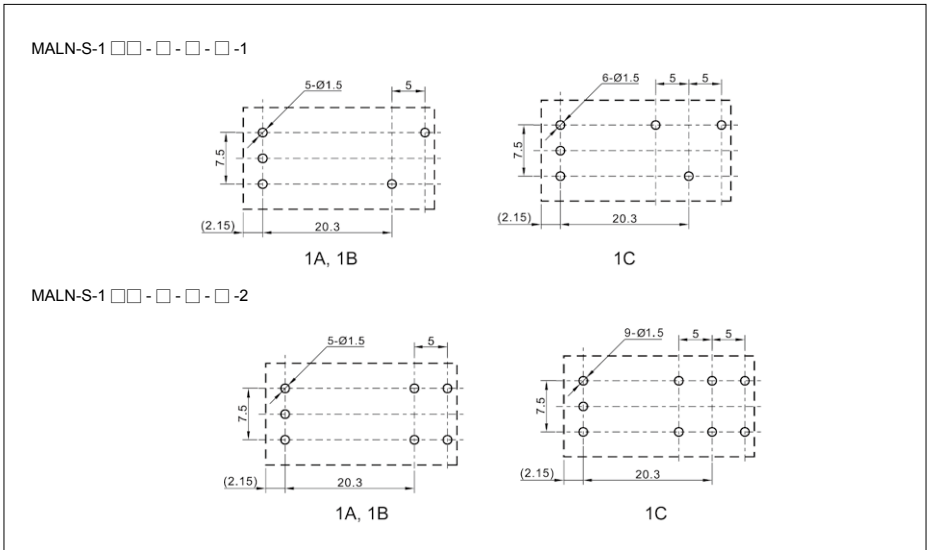 MALN-S-1 □□ - □ - □ - □ -1
5-Ø1.5
5
7.5
(2.15)
20.3
1A, 1B
6-Ø1.5
5
5
7.5
(2.15)
20.3
1C
MALN-S-1 □□ - □ - □ - □ -2
5-Ø1.5
5
7.5
(2.15)
20.3
1A, 1B
9-Ø1.5
5
5
7.5
(2.15)
20.3
1C